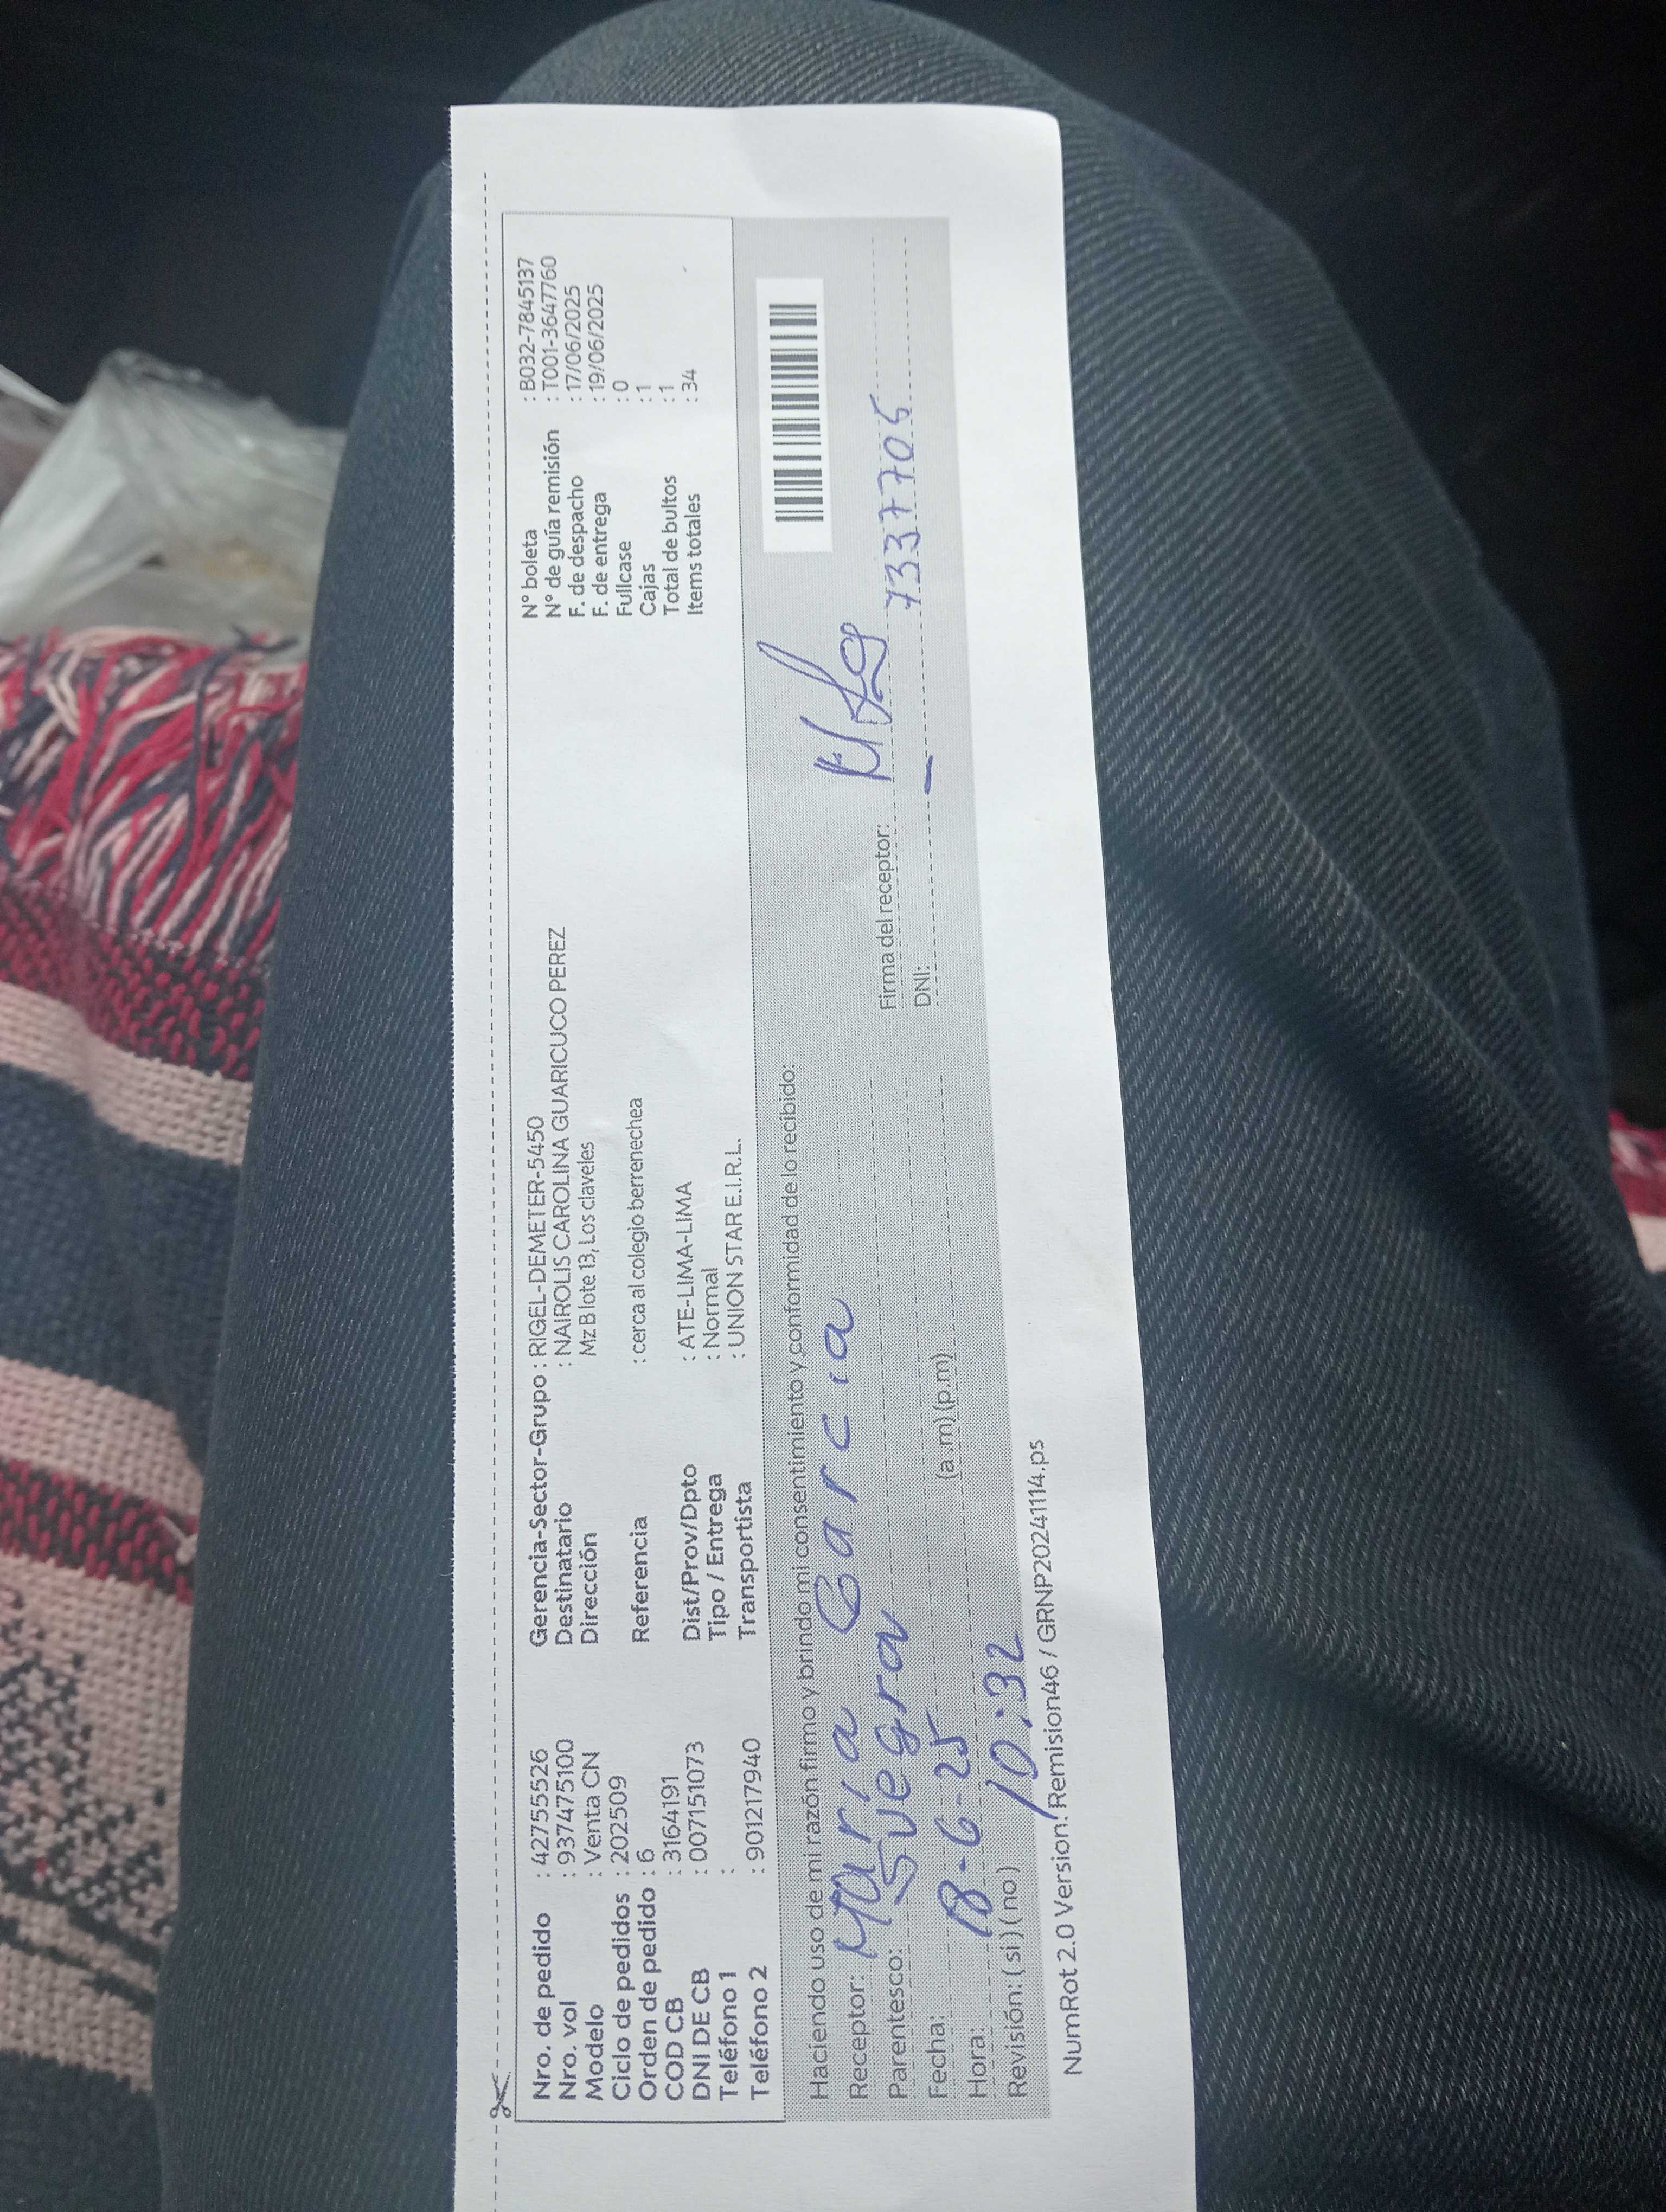 Nro. de pedido : 42755526 Gerencia-Sector-Grupo : RIGEL-DEMETER-5450 N° boleta : B032-7845137
Nro. vol : 937475100 Destinatario : NAIROLIS CAROLINA GUARICUCO PEREZ N° de guía remisión : T001-3647760
Modelo : Venta CN Dirección Mz B lote 13, Los claveles F. de despacho : 17/06/2025
Ciclo de pedidos : 202509 F. de entrega : 19/06/2025
Orden de pedido : 6 Referencia : cerca al colegio berrenechea Fullcase : 0
COD CB : 3164191 Cajas : 1
DNI DE CB : 007151073 Dist/Prov/Dpto : ATE-LIMA-LIMA Total de bultos : 1
Teléfono 1 : Tipo / Entrega : Normal Items totales : 34
Teléfono 2 : 901217940 Transportista : UNION STAR E.I.R.L.
Haciendo uso de mi razón firmo y brindo mi consentimiento y conformidad de lo recibido:
Receptor: María Garcia
Parentesco: Suegra Firma del receptor: 73377705
Fecha: 18-6-25 DNI:
Hora: 10:32 (a.m) (p.m)
Revisión: ( si ) ( no )
NumRot 2.0 Version: Remision46 / GRNP20241114.ps